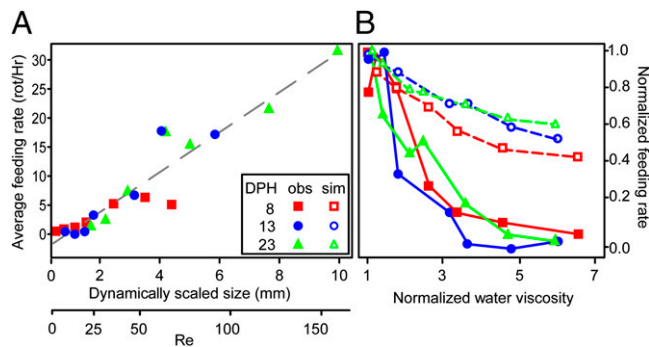 A
B
Average feeding rate (rot/Hr)
30
25
20
15
10
5
0
DPH obs sim
8
13
23
0 2 4 6 8 10
Dynamically scaled size (mm)
0 25 50 100 150
Re
1.0
0.8
0.6
0.4
0.2
0.0
Normalized feeding rate
1 3 5 7
Normalized water viscosity